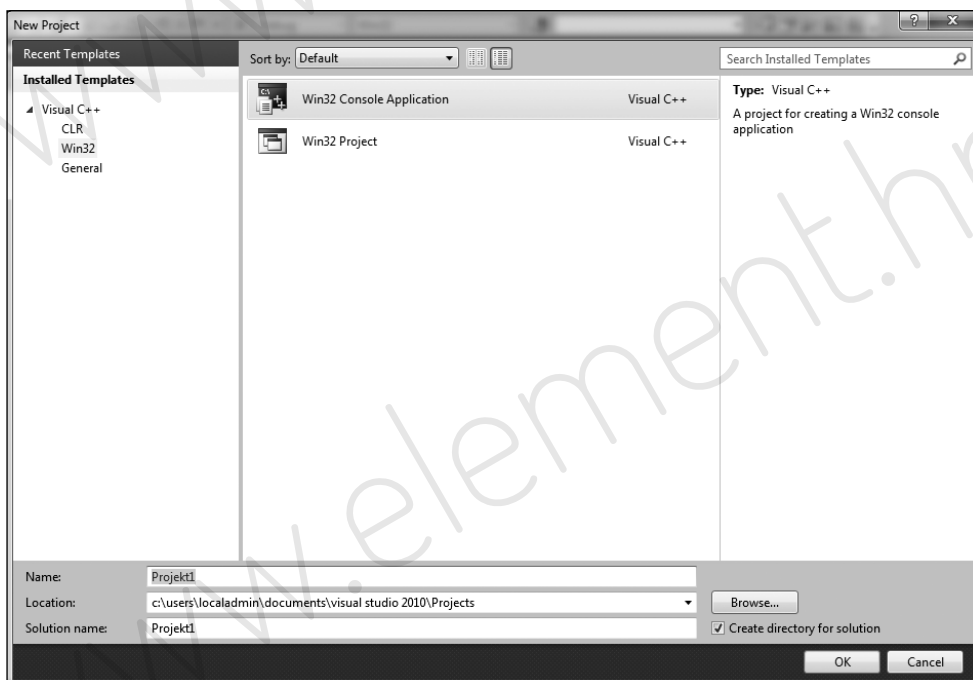 New Project
Recent Templates
Installed Templates
Visual C++
CLR
Win32
General
Sort by: Default
Win32 Console Application Visual C++
Win32 Project Visual C++
Search Installed Templates
Type: Visual C++
A project for creating a Win32 console
application
Name: Projekt1
Location: c:\users\localadmin\documents\visual studio 2010\Projects
Browse...
Solution name: Projekt1
Create directory for solution
OK Cancel
www.element.hr